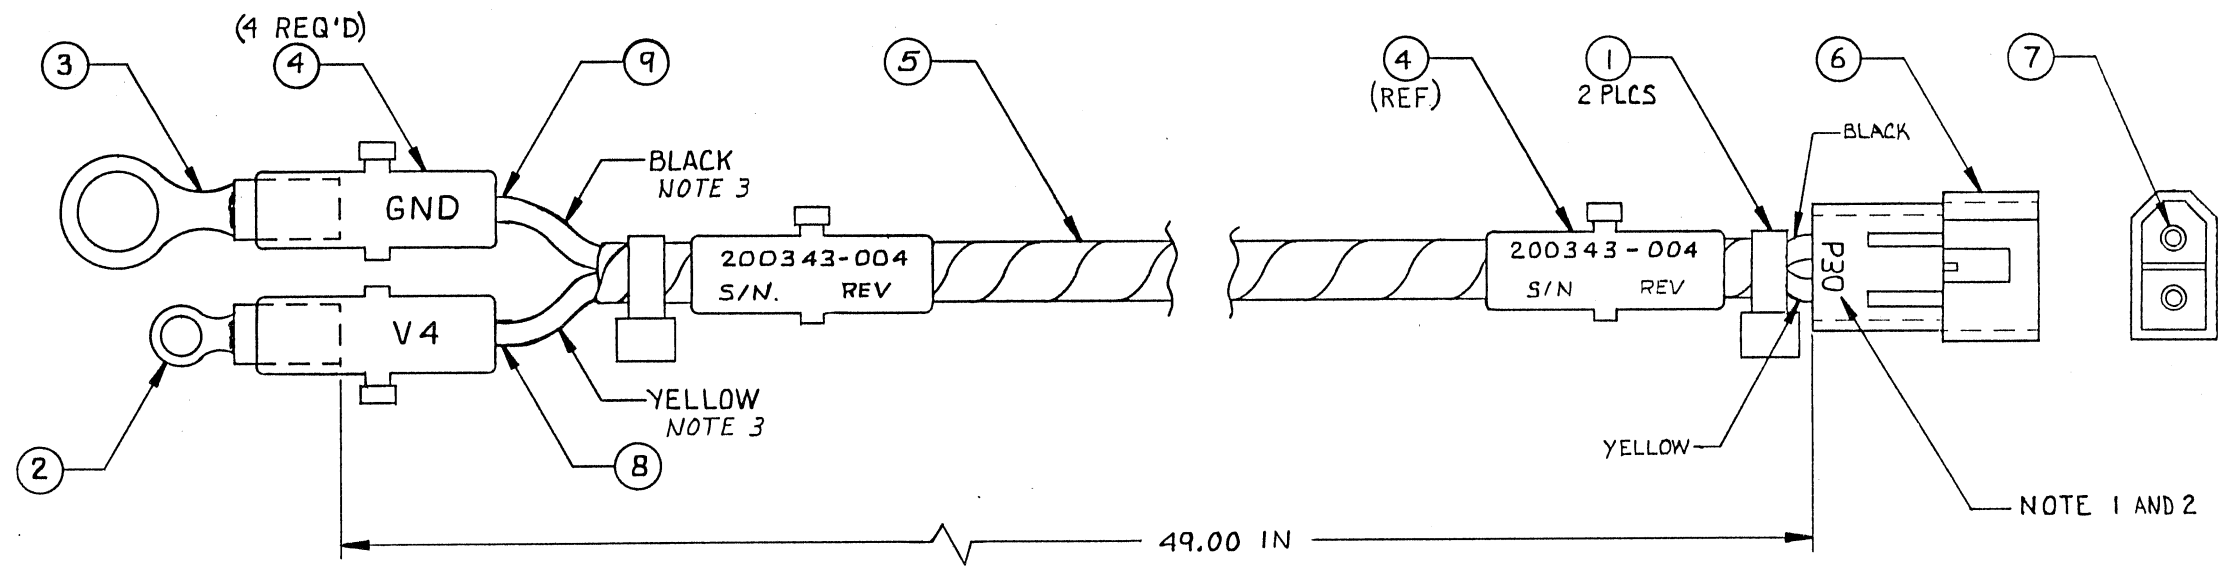 (4 REQ'D)
3
4
9
5
4
(REF.)
1
2 PLCS
6
7
BLACK
BLACK
NOTE 3
GND
200343-004
S/N. REV
200343-004
S/N REV
P30
V4
YELLOW
NOTE 3
YELLOW
2
8
NOTE 1 AND 2
49.00 IN